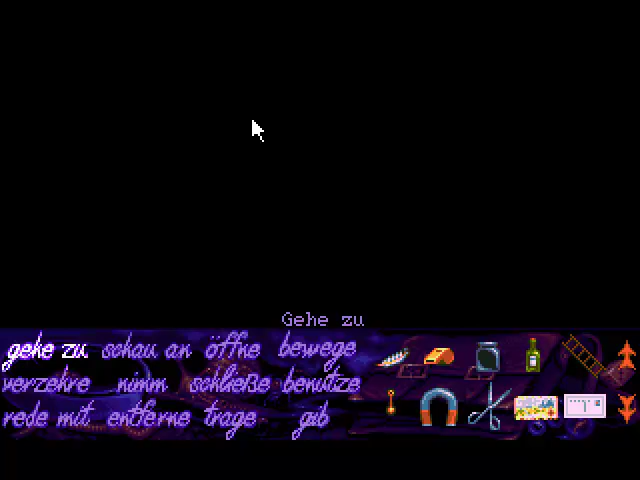 Gehe zu
gehe zu schau an öffne bewege
verzehre nimm schließe benutze
rede mit entferne trage gib